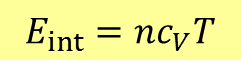 E_int = nc_V T